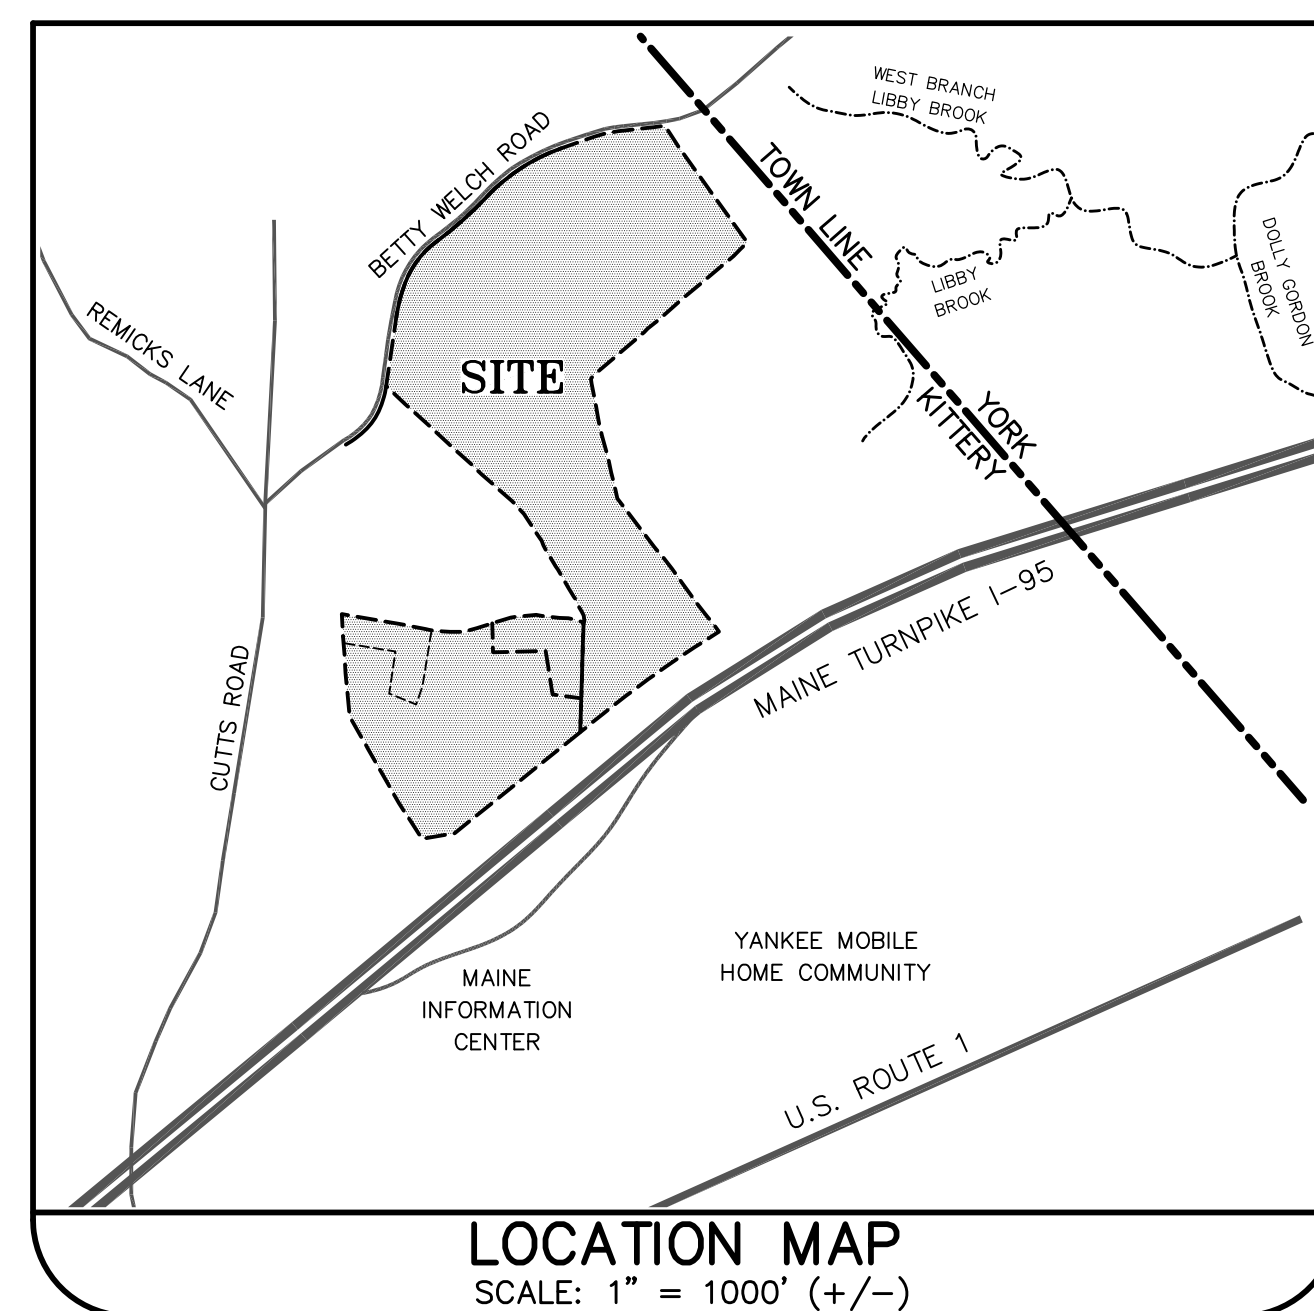 WEST BRANCH
LIBBY BROOK
BETTY WELCH ROAD
TOWN LINE
DOLLY GORDON
BROOK
LIBBY
BROOK
REMICKS LANE
SITE
YORK
KITTERY
MAINE TURNPIKE I-95
CUTTS ROAD
YANKEE MOBILE
HOME COMMUNITY
MAINE
INFORMATION
CENTER
U.S. ROUTE 1
LOCATION MAP
SCALE: 1" = 1000' (+/-)